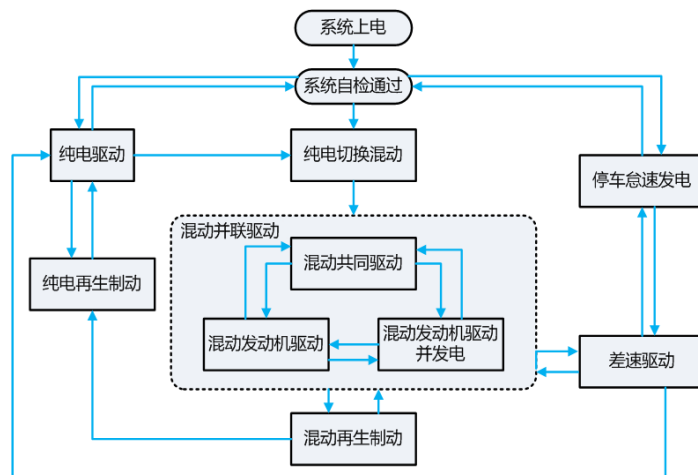 系统上电
系统自检通过
纯电驱动
纯电切换混动
停车怠速发电
混动并联驱动
混动共同驱动
纯电再生制动
混动发动机驱动
混动发动机驱动
并发电
差速驱动
混动再生制动